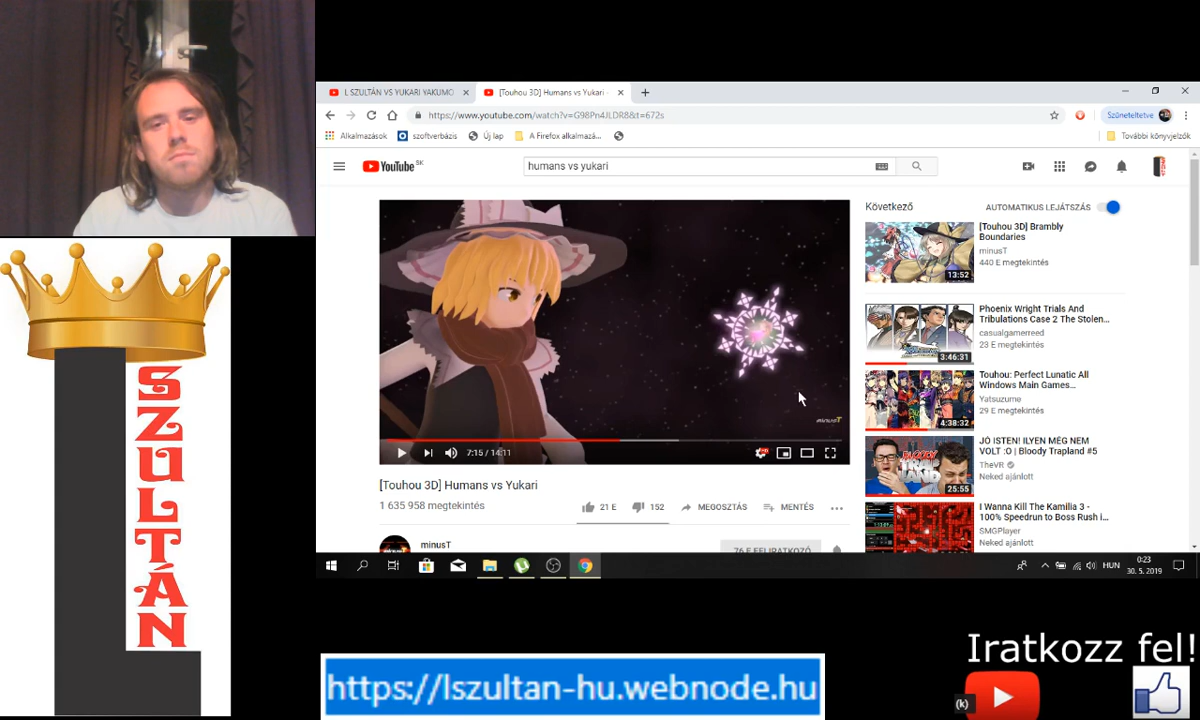 L SZULTÁN VS YUKARI YAKUMO
[Touhou 3D] Humans vs Yukari -
https://www.youtube.com/watch?v=G98Pn4JLDR8&t=672s
Szüneteltetve
Alkalmazások
szoftverbázis
Új lap
A Firefox alkalmazá...
További könyvjelzők
YouTube SK
humans vs yukari
minusT
7:15 / 14:11
[Touhou 3D] Humans vs Yukari
1 635 958 megtekintés
21 E
152
MEGOSZTÁS
MENTÉS
minusT
76 E FELIRATKOZÓ
Következő
AUTOMATIKUS LEJÁTSZÁS
[Touhou 3D] Brambly
Boundaries
minusT
440 E megtekintés
13:52
Phoenix Wright Trials And
Tribulations Case 2 The Stolen...
casualgamerreed
23 E megtekintés
3:46:31
Touhou: Perfect Lunatic All
Windows Main Games...
Yatsuzume
29 E megtekintés
4:38:32
JÓ ISTEN! ILYEN MÉG NEM
VOLT :O | Bloody Trapland #5
TheVR
Neked ajánlott
BLOODY
TRAP
LAND
25:55
I Wanna Kill The Kamilia 3 -
100% Speedrun to Boss Rush i...
SMGPlayer
Neked ajánlott
HUN
0:23
30. 5. 2019
L
SZULTÁN
https://lszultan-hu.webnode.hu
Iratkozz fel!
(k)